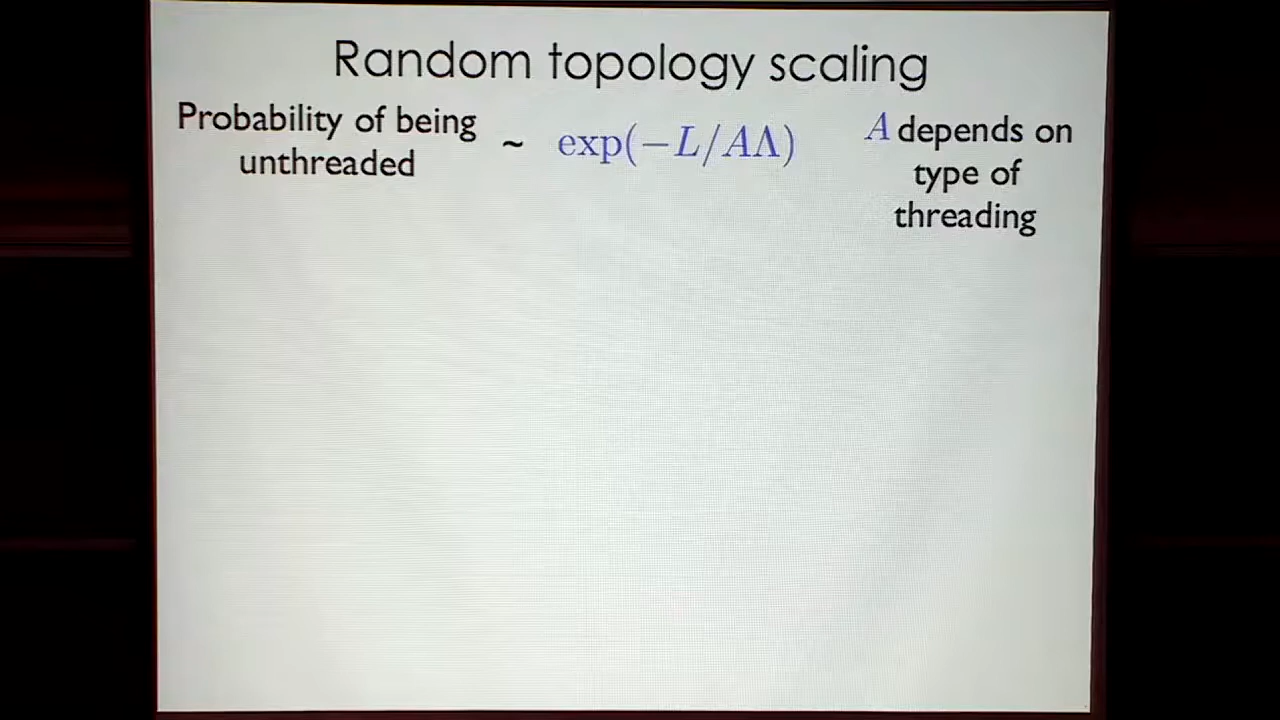 Random topology scaling
Probability of being
unthreaded
~ exp(−L/AΛ)
A depends on
type of
threading